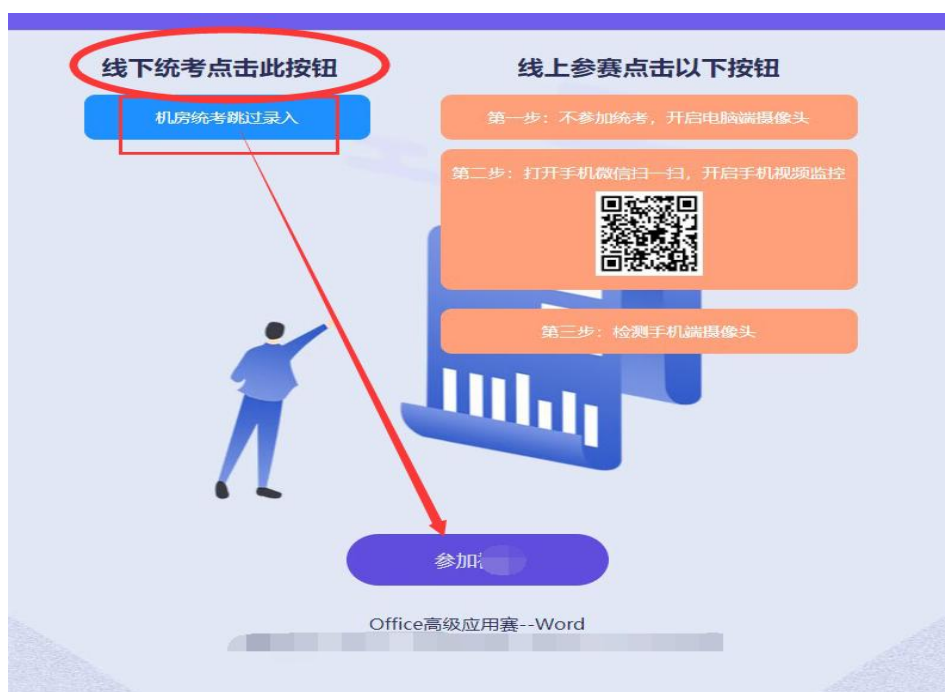 线下统考点击此按钮
机房统考跳过录入
线上参赛点击以下按钮
第一步：不参加统考，开启电脑端摄像头
第二步：打开手机微信扫一扫，开启手机视频监控
第三步：检测手机端摄像头
参加
Office高级应用赛--Word